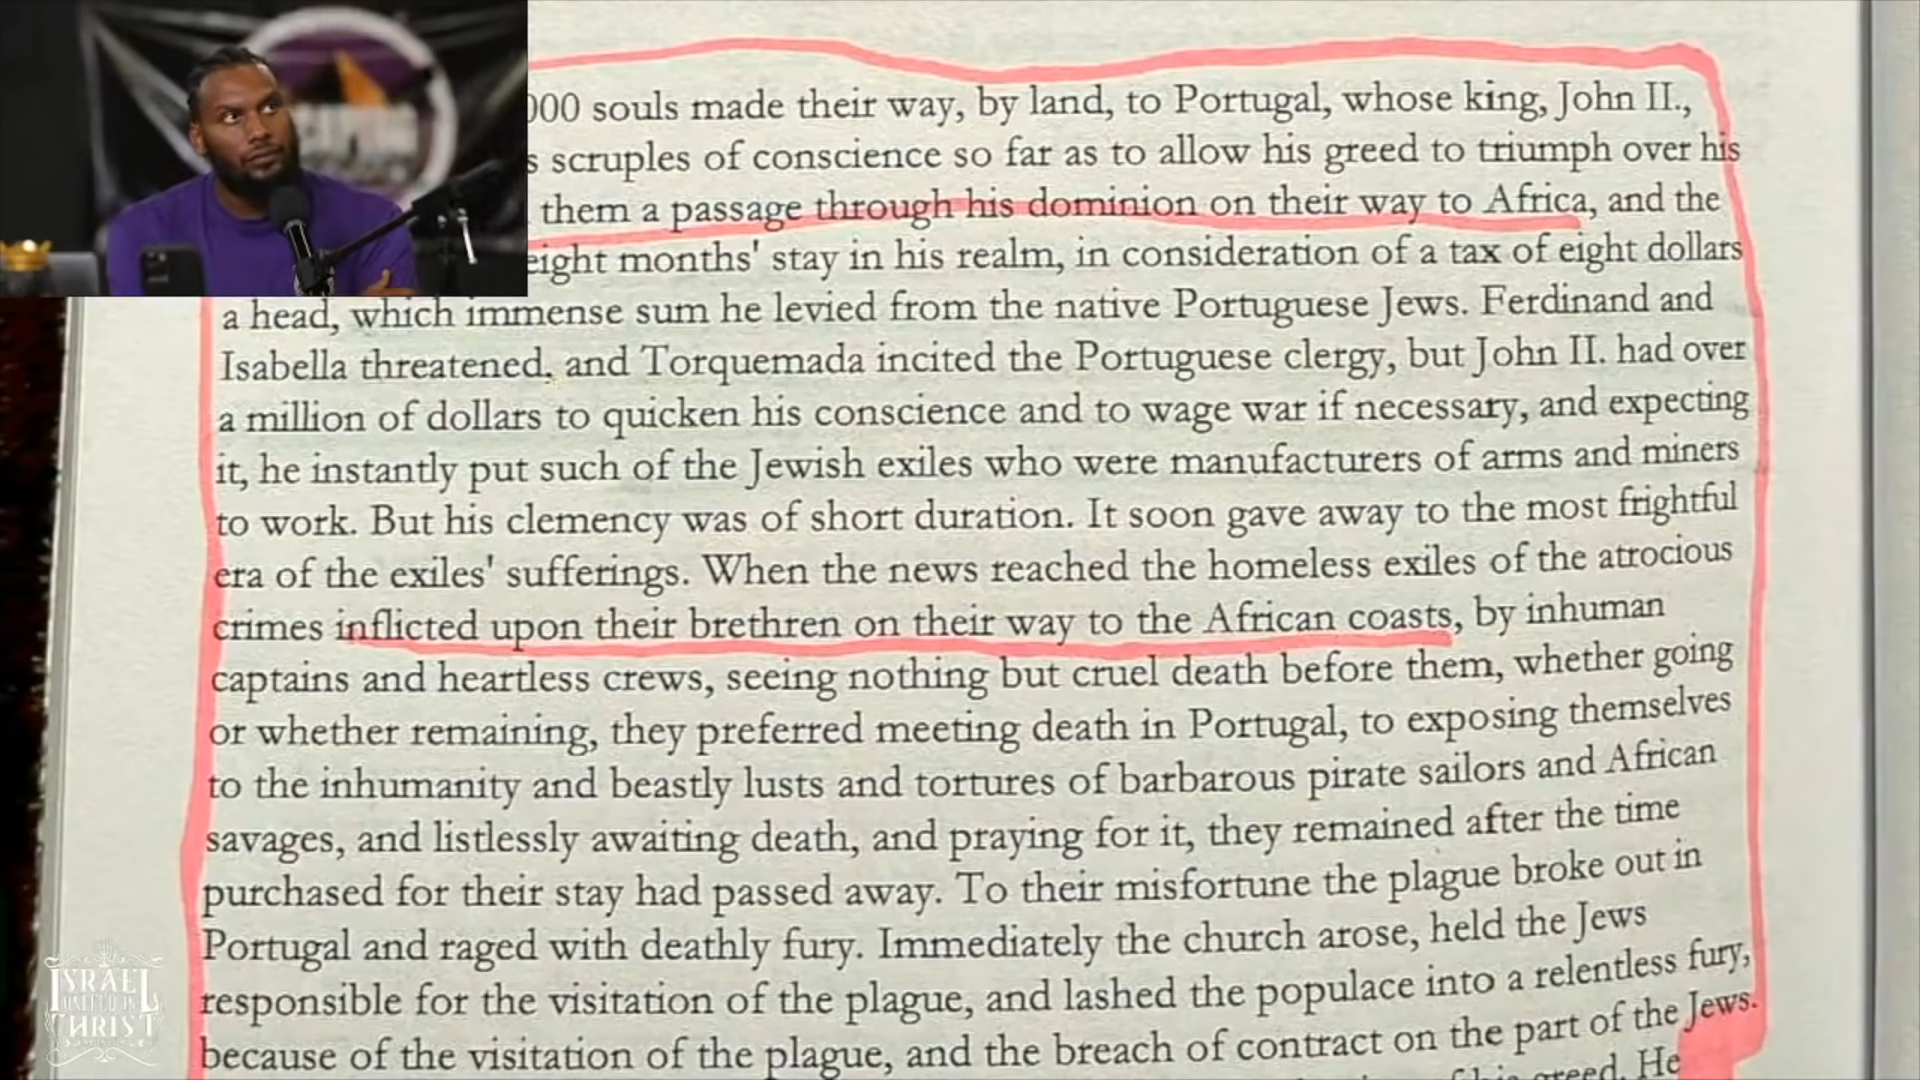 000 souls made their way, by land, to Portugal, whose king, John II.,
s scruples of conscience so far as to allow his greed to triumph over his
them a passage through his dominion on their way to Africa, and the
eight months' stay in his realm, in consideration of a tax of eight dollars
a head, which immense sum he levied from the native Portuguese Jews. Ferdinand and
Isabella threatened, and Torquemada incited the Portuguese clergy, but John II. had over
a million of dollars to quicken his conscience and to wage war if necessary, and expecting
it, he instantly put such of the Jewish exiles who were manufacturers of arms and miners
to work. But his clemency was of short duration. It soon gave away to the most frightful
era of the exiles' sufferings. When the news reached the homeless exiles of the atrocious
crimes inflicted upon their brethren on their way to the African coasts, by inhuman
captains and heartless crews, seeing nothing but cruel death before them, whether going
or whether remaining, they preferred meeting death in Portugal, to exposing themselves
to the inhumanity and beastly lusts and tortures of barbarous pirate sailors and African
savages, and listlessly awaiting death, and praying for it, they remained after the time
purchased for their stay had passed away. To their misfortune the plague broke out in
Portugal and raged with deathly fury. Immediately the church arose, held the Jews
responsible for the visitation of the plague, and lashed the populace into a relentless fury,
because of the visitation of the plague, and the breach of contract on the part of the Jews.
greed. He
ISRAEL
UNITED IN
CHRIST